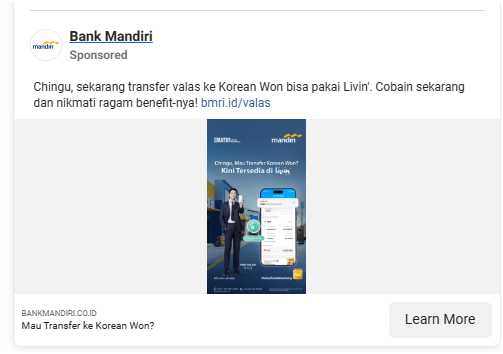 mandiri
Bank Mandiri
Sponsored
Chingu, sekarang transfer valas ke Korean Won bisa pakai Livin'. Cobain sekarang
dan nikmati ragam benefit-nya! bmri.id/valas
BUMN
mandiri
Chingu, Mau Transfer Korean Won?
Kini Tersedia di Livin'
BANKMANDIRI.CO.ID
Mau Transfer ke Korean Won?
Learn More